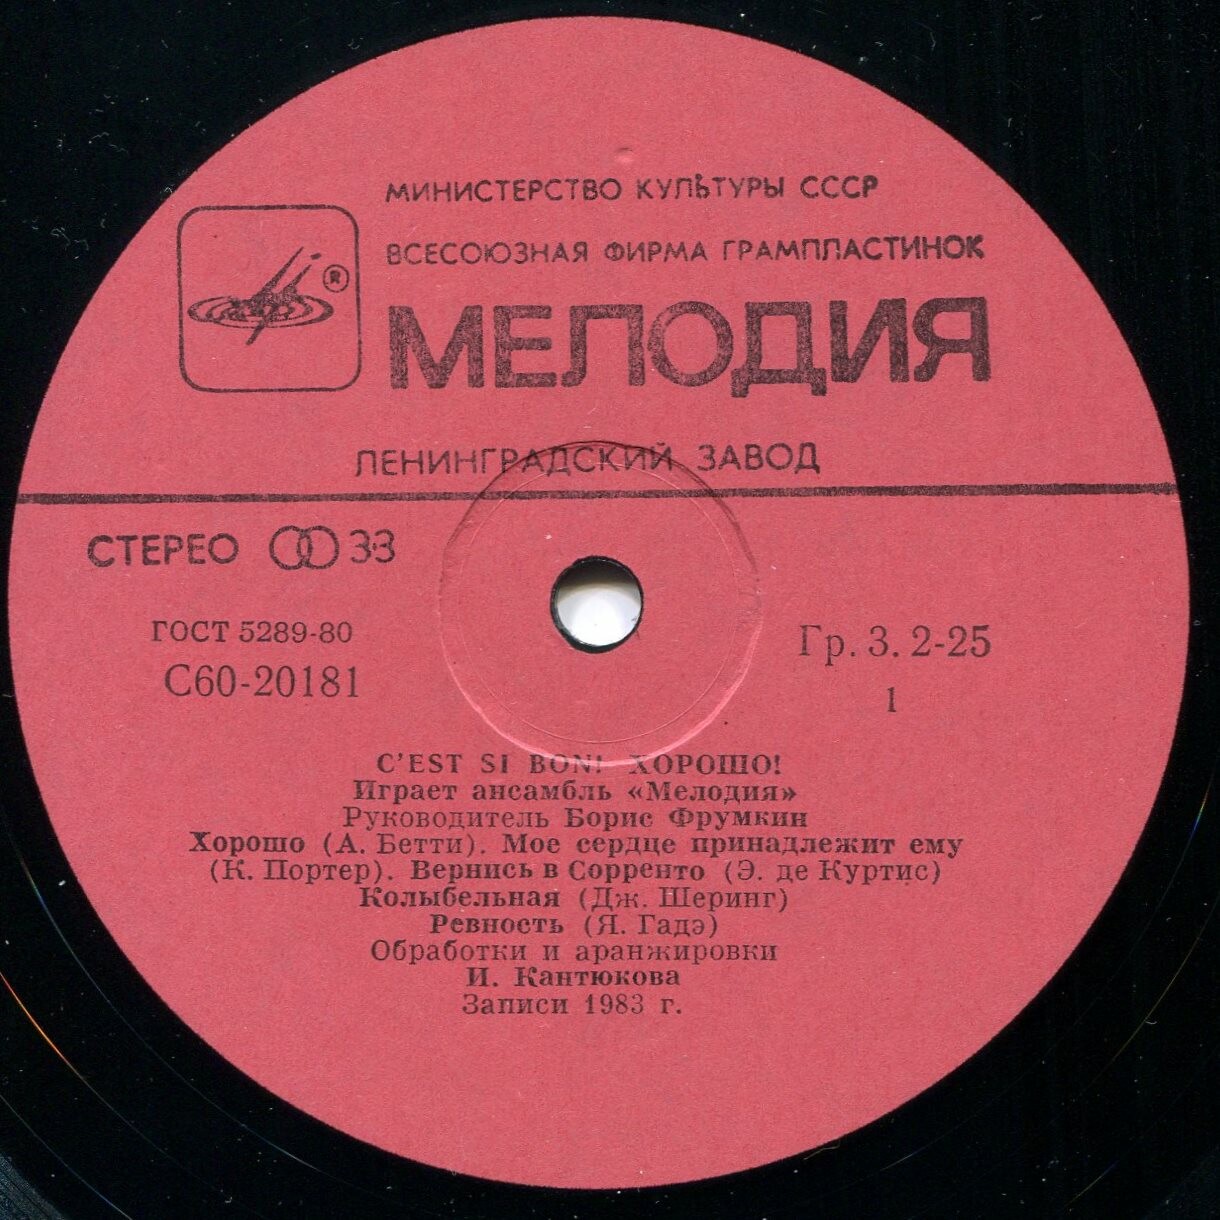 МИНИСТЕРСТВО КУЛЬТУРЫ СССР
ВСЕСОЮЗНАЯ ФИРМА ГРАМПЛАСТИНОК
®
МЕЛОДИЯ
ЛЕНИНГРАДСКИЙ ЗАВОД
СТЕРЕО 33
ГОСТ 5289-80
С60-20181
Гр. 3. 2-25
1
C'EST SI BON! ХОРОШО!
Играет ансамбль «Мелодия»
Руководитель Борис Фрумкин
Хорошо (А. Бетти). Мое сердце принадлежит ему
(К. Портер). Вернись в Сорренто (Э. де Куртис)
Колыбельная (Дж. Шеринг)
Ревность (Я. Гадэ)
Обработки и аранжировки
И. Кантюкова
Записи 1983 г.